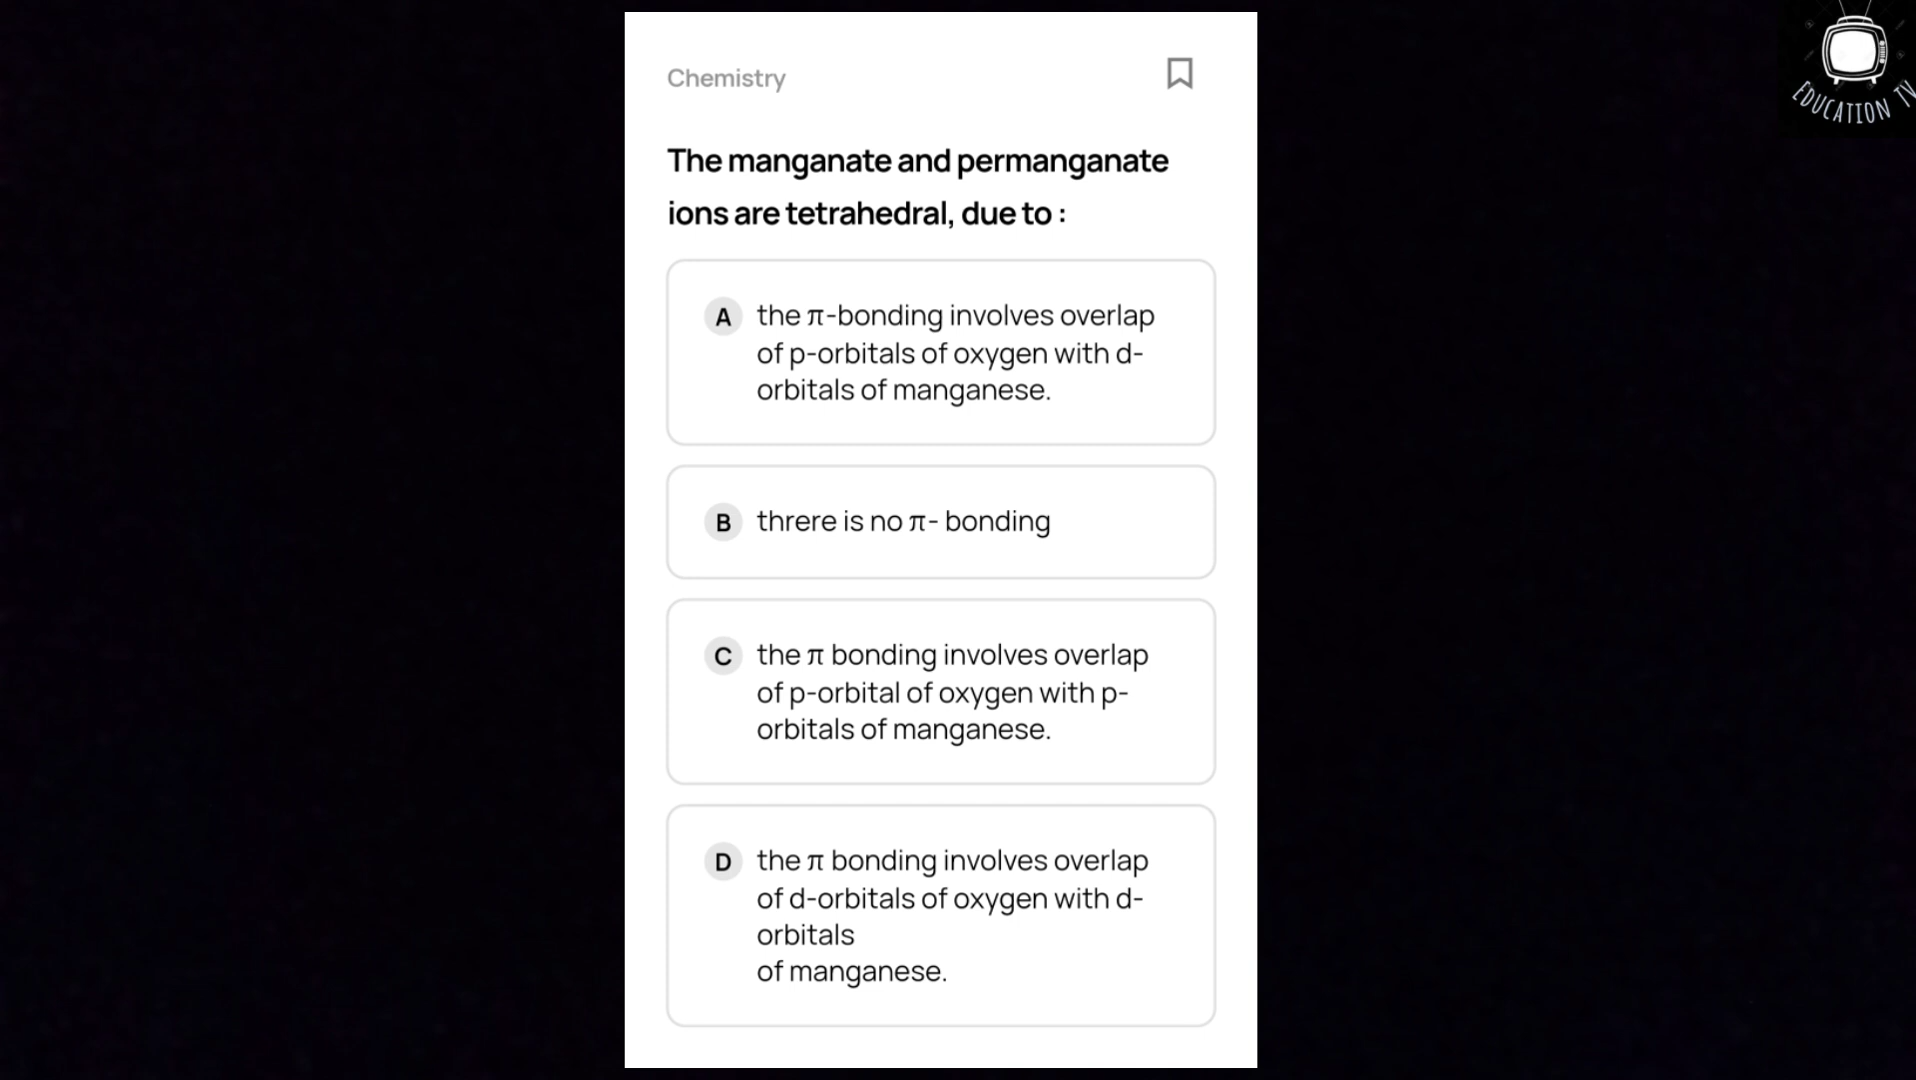 Chemistry
EDUCATION TV
The manganate and permanganate
ions are tetrahedral, due to :
A the π-bonding involves overlap
of p-orbitals of oxygen with d-
orbitals of manganese.
B threre is no π- bonding
C the π bonding involves overlap
of p-orbital of oxygen with p-
orbitals of manganese.
D the π bonding involves overlap
of d-orbitals of oxygen with d-
orbitals
of manganese.